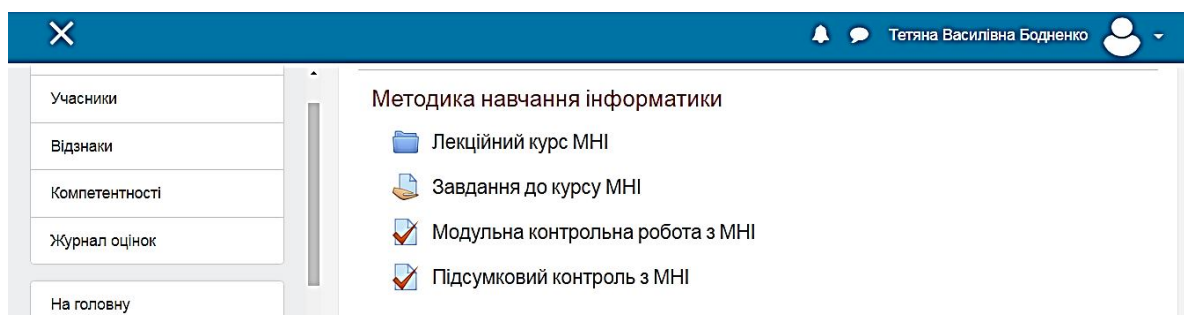 Тетяна Василівна Бодненко
Учасники
Відзнаки
Компетентності
Журнал оцінок
На головну
Методика навчання інформатики
Лекційний курс МНІ
Завдання до курсу МНІ
Модульна контрольна робота з МНІ
Підсумковий контроль з МНІ